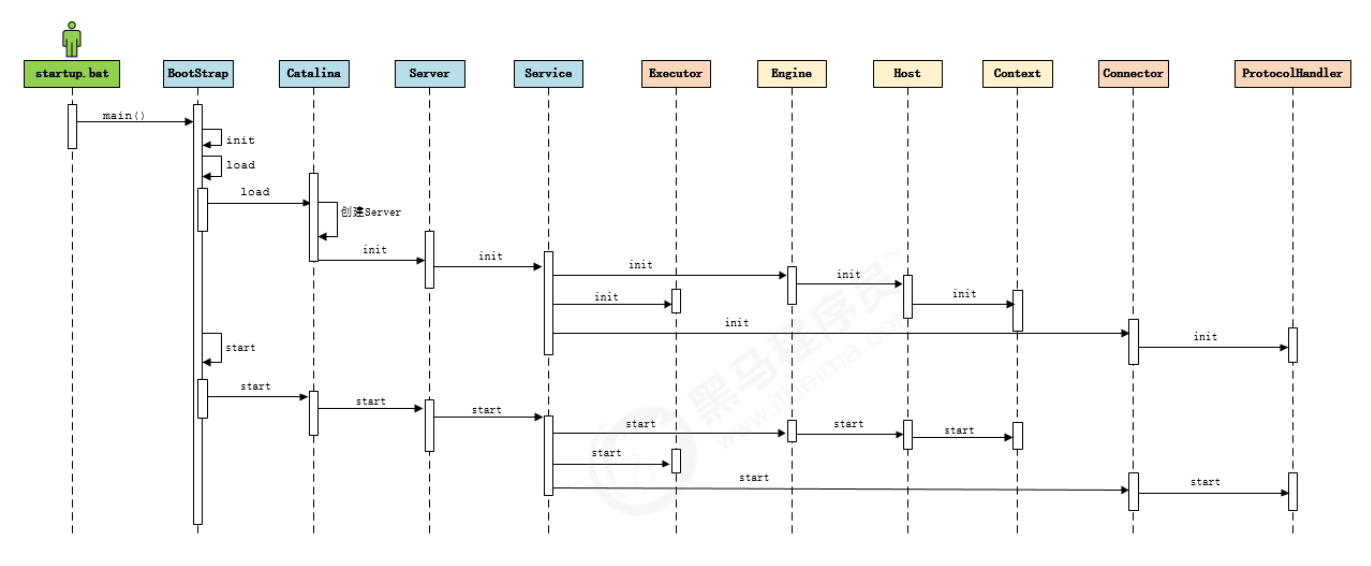 startup.bat
BootStrap
Catalina
Server
Service
Executor
Engine
Host
Context
Connector
ProtocolHandler
main()
init
load
load
创建Server
init
init
init
init
init
init
init
init
start
start
start
start
start
start
start
start
start
start
黑马程序员
www.itheima.com